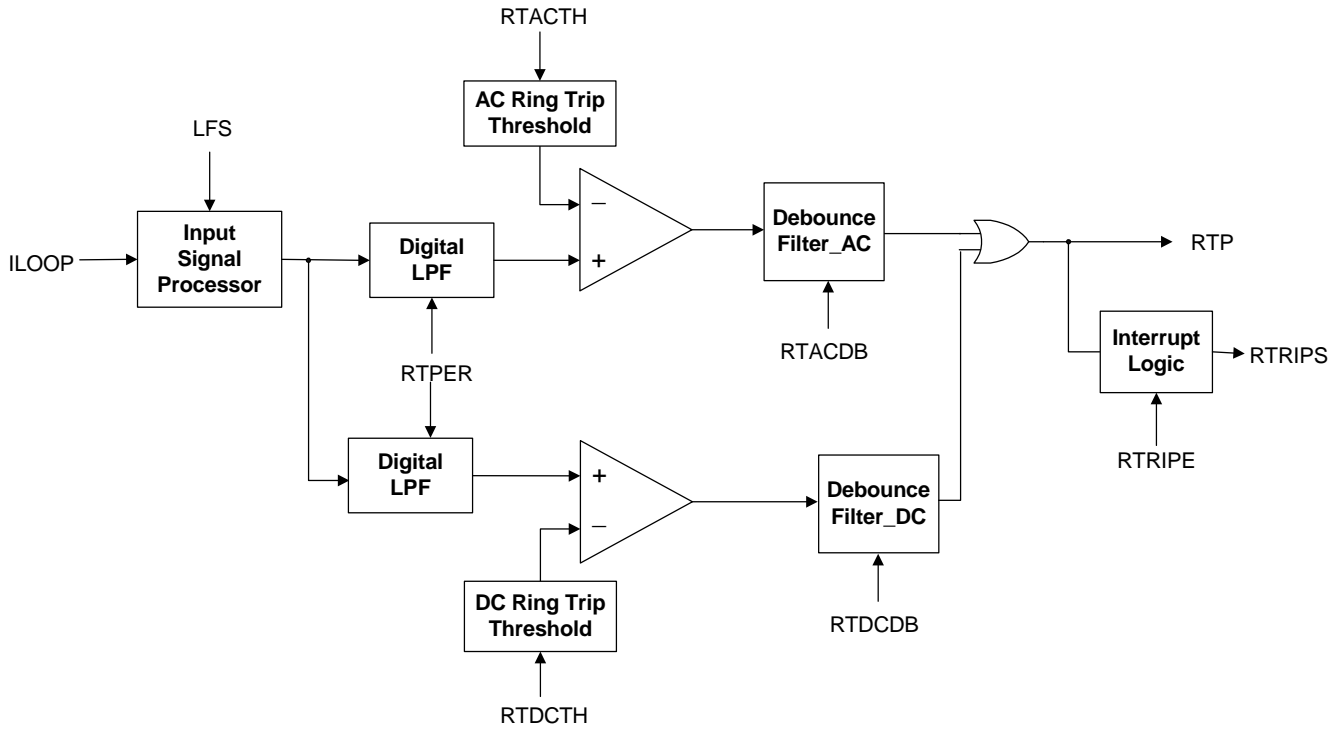 RTACTH
AC Ring Trip
Threshold
LFS
Input
Signal
Processor
ILOOP
Digital
LPF
−
+
Debounce
Filter_AC
RTP
RTACDB
Interrupt
Logic
RTRIPS
RTPER
RTRIPE
Digital
LPF
+
−
Debounce
Filter_DC
DC Ring Trip
Threshold
RTDCDB
RTDCTH